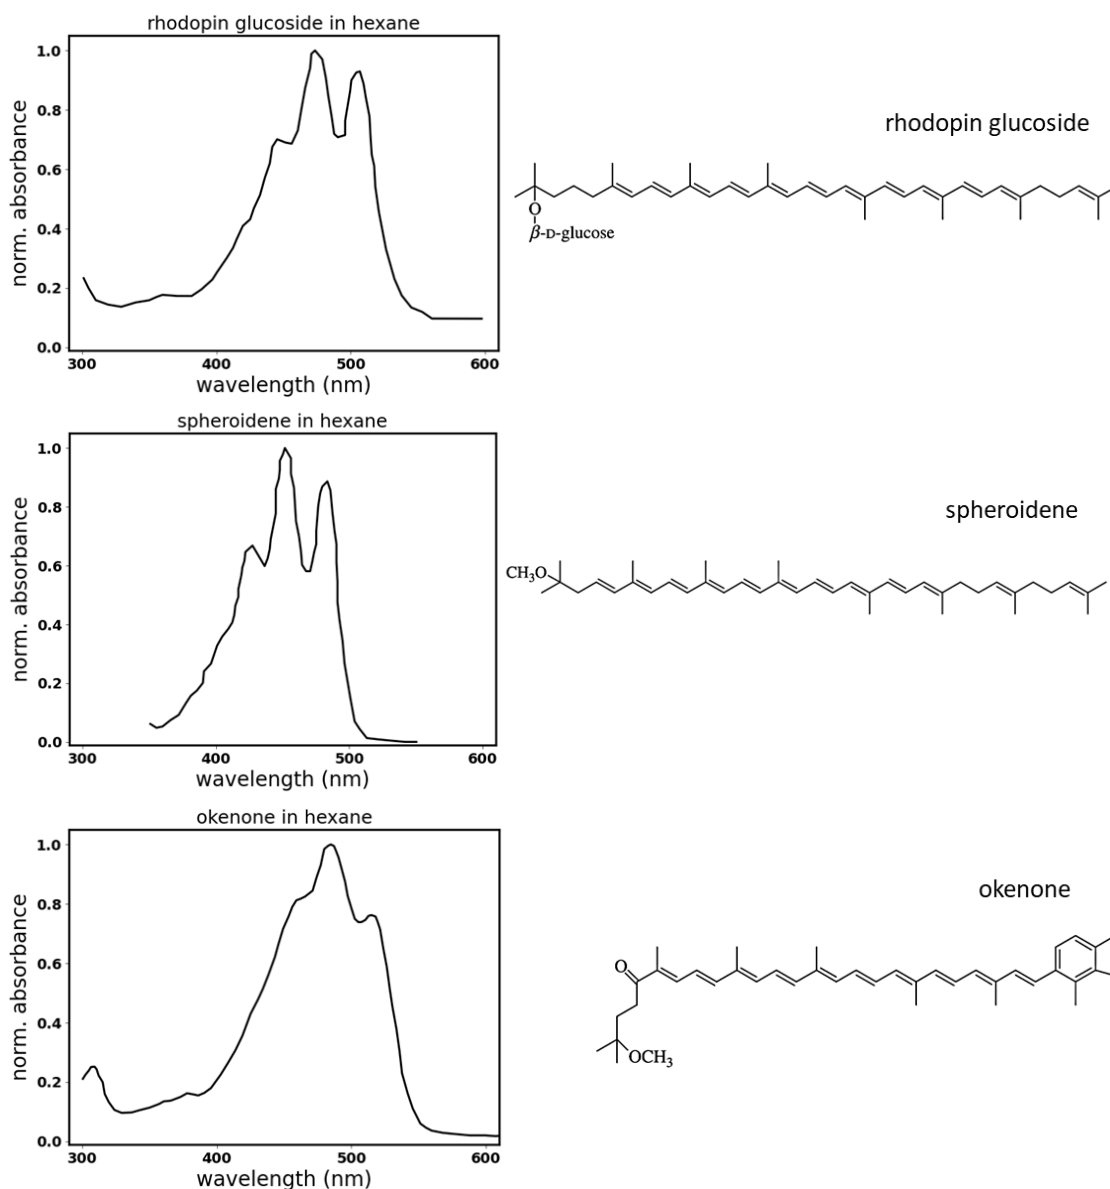 rhodopin glucoside in hexane
1.0
0.8
0.6
0.4
0.2
0.0
norm. absorbance
300 400 500 600
wavelength (nm)
rhodopin glucoside
O
β-D-glucose
spheroidene in hexane
1.0
0.8
0.6
0.4
0.2
0.0
norm. absorbance
300 400 500 600
wavelength (nm)
spheroidene
CH3O
okenone in hexane
1.0
0.8
0.6
0.4
0.2
0.0
norm. absorbance
300 400 500 600
wavelength (nm)
okenone
O
OCH3